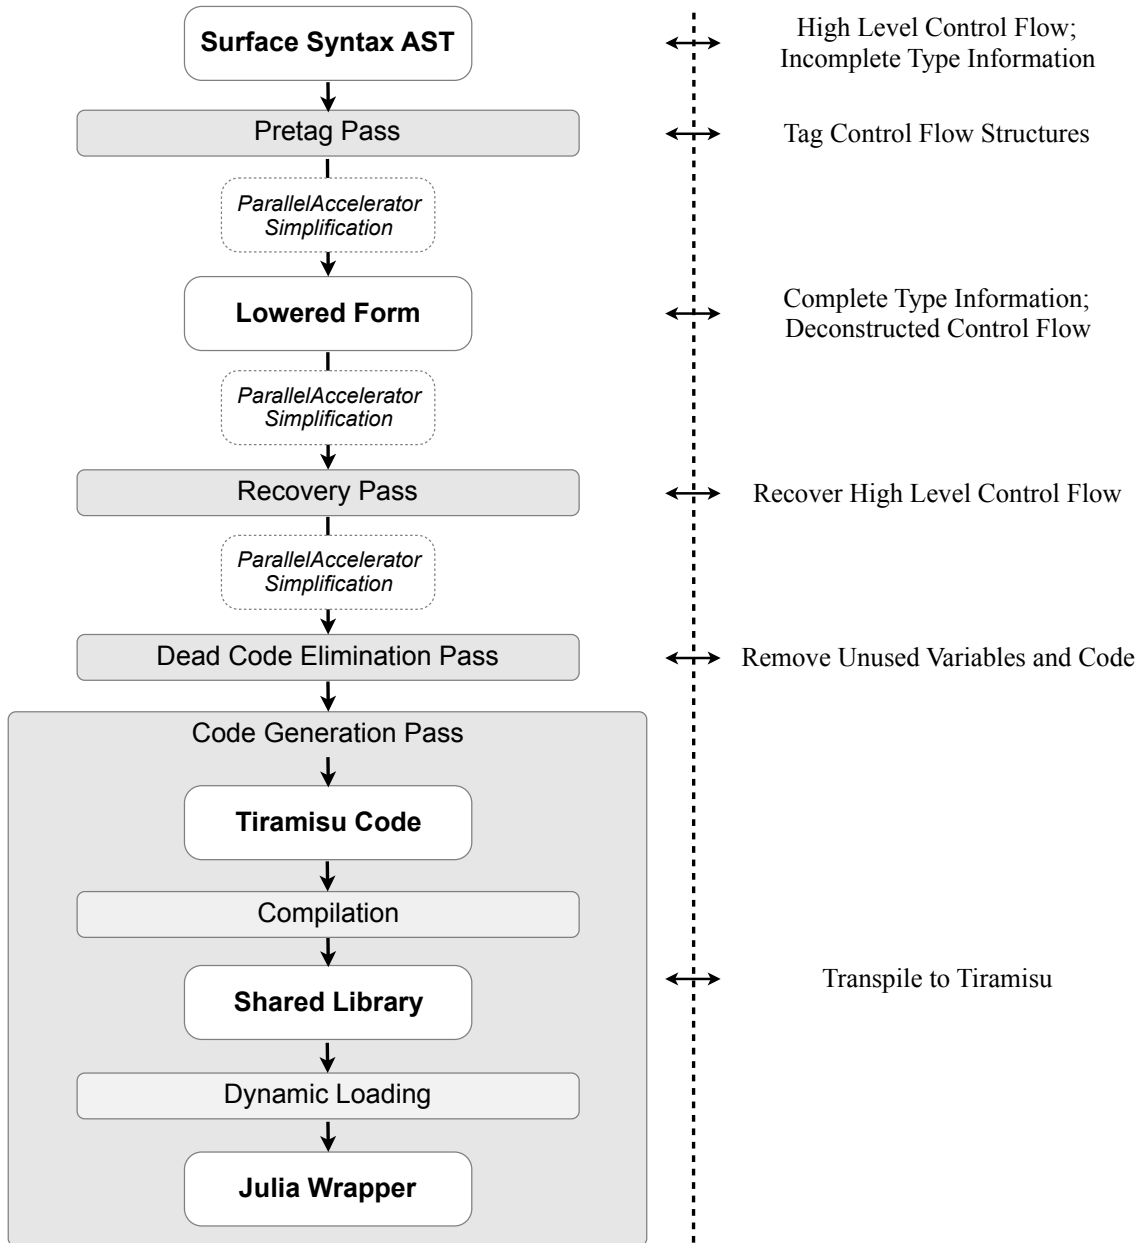 Surface Syntax AST
High Level Control Flow;
Incomplete Type Information
Pretag Pass
Tag Control Flow Structures
ParallelAccelerator
Simplification
Lowered Form
Complete Type Information;
Deconstructed Control Flow
ParallelAccelerator
Simplification
Recovery Pass
Recover High Level Control Flow
ParallelAccelerator
Simplification
Dead Code Elimination Pass
Remove Unused Variables and Code
Code Generation Pass
Tiramisu Code
Compilation
Shared Library
Transpile to Tiramisu
Dynamic Loading
Julia Wrapper